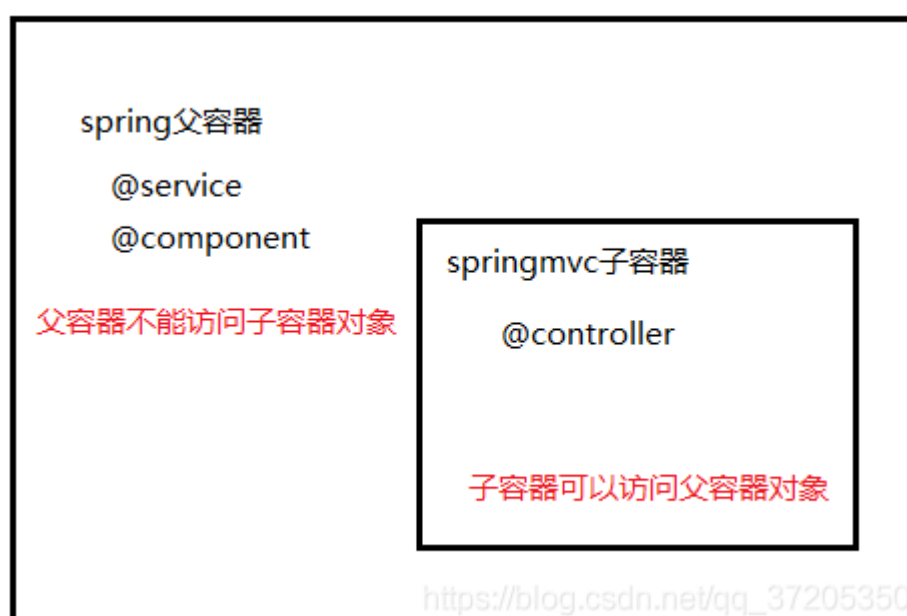 spring父容器
@service
@component
springmvc子容器
父容器不能访问子容器对象
@controller
子容器可以访问父容器对象
https://blog.csdn.net/qq_37205350